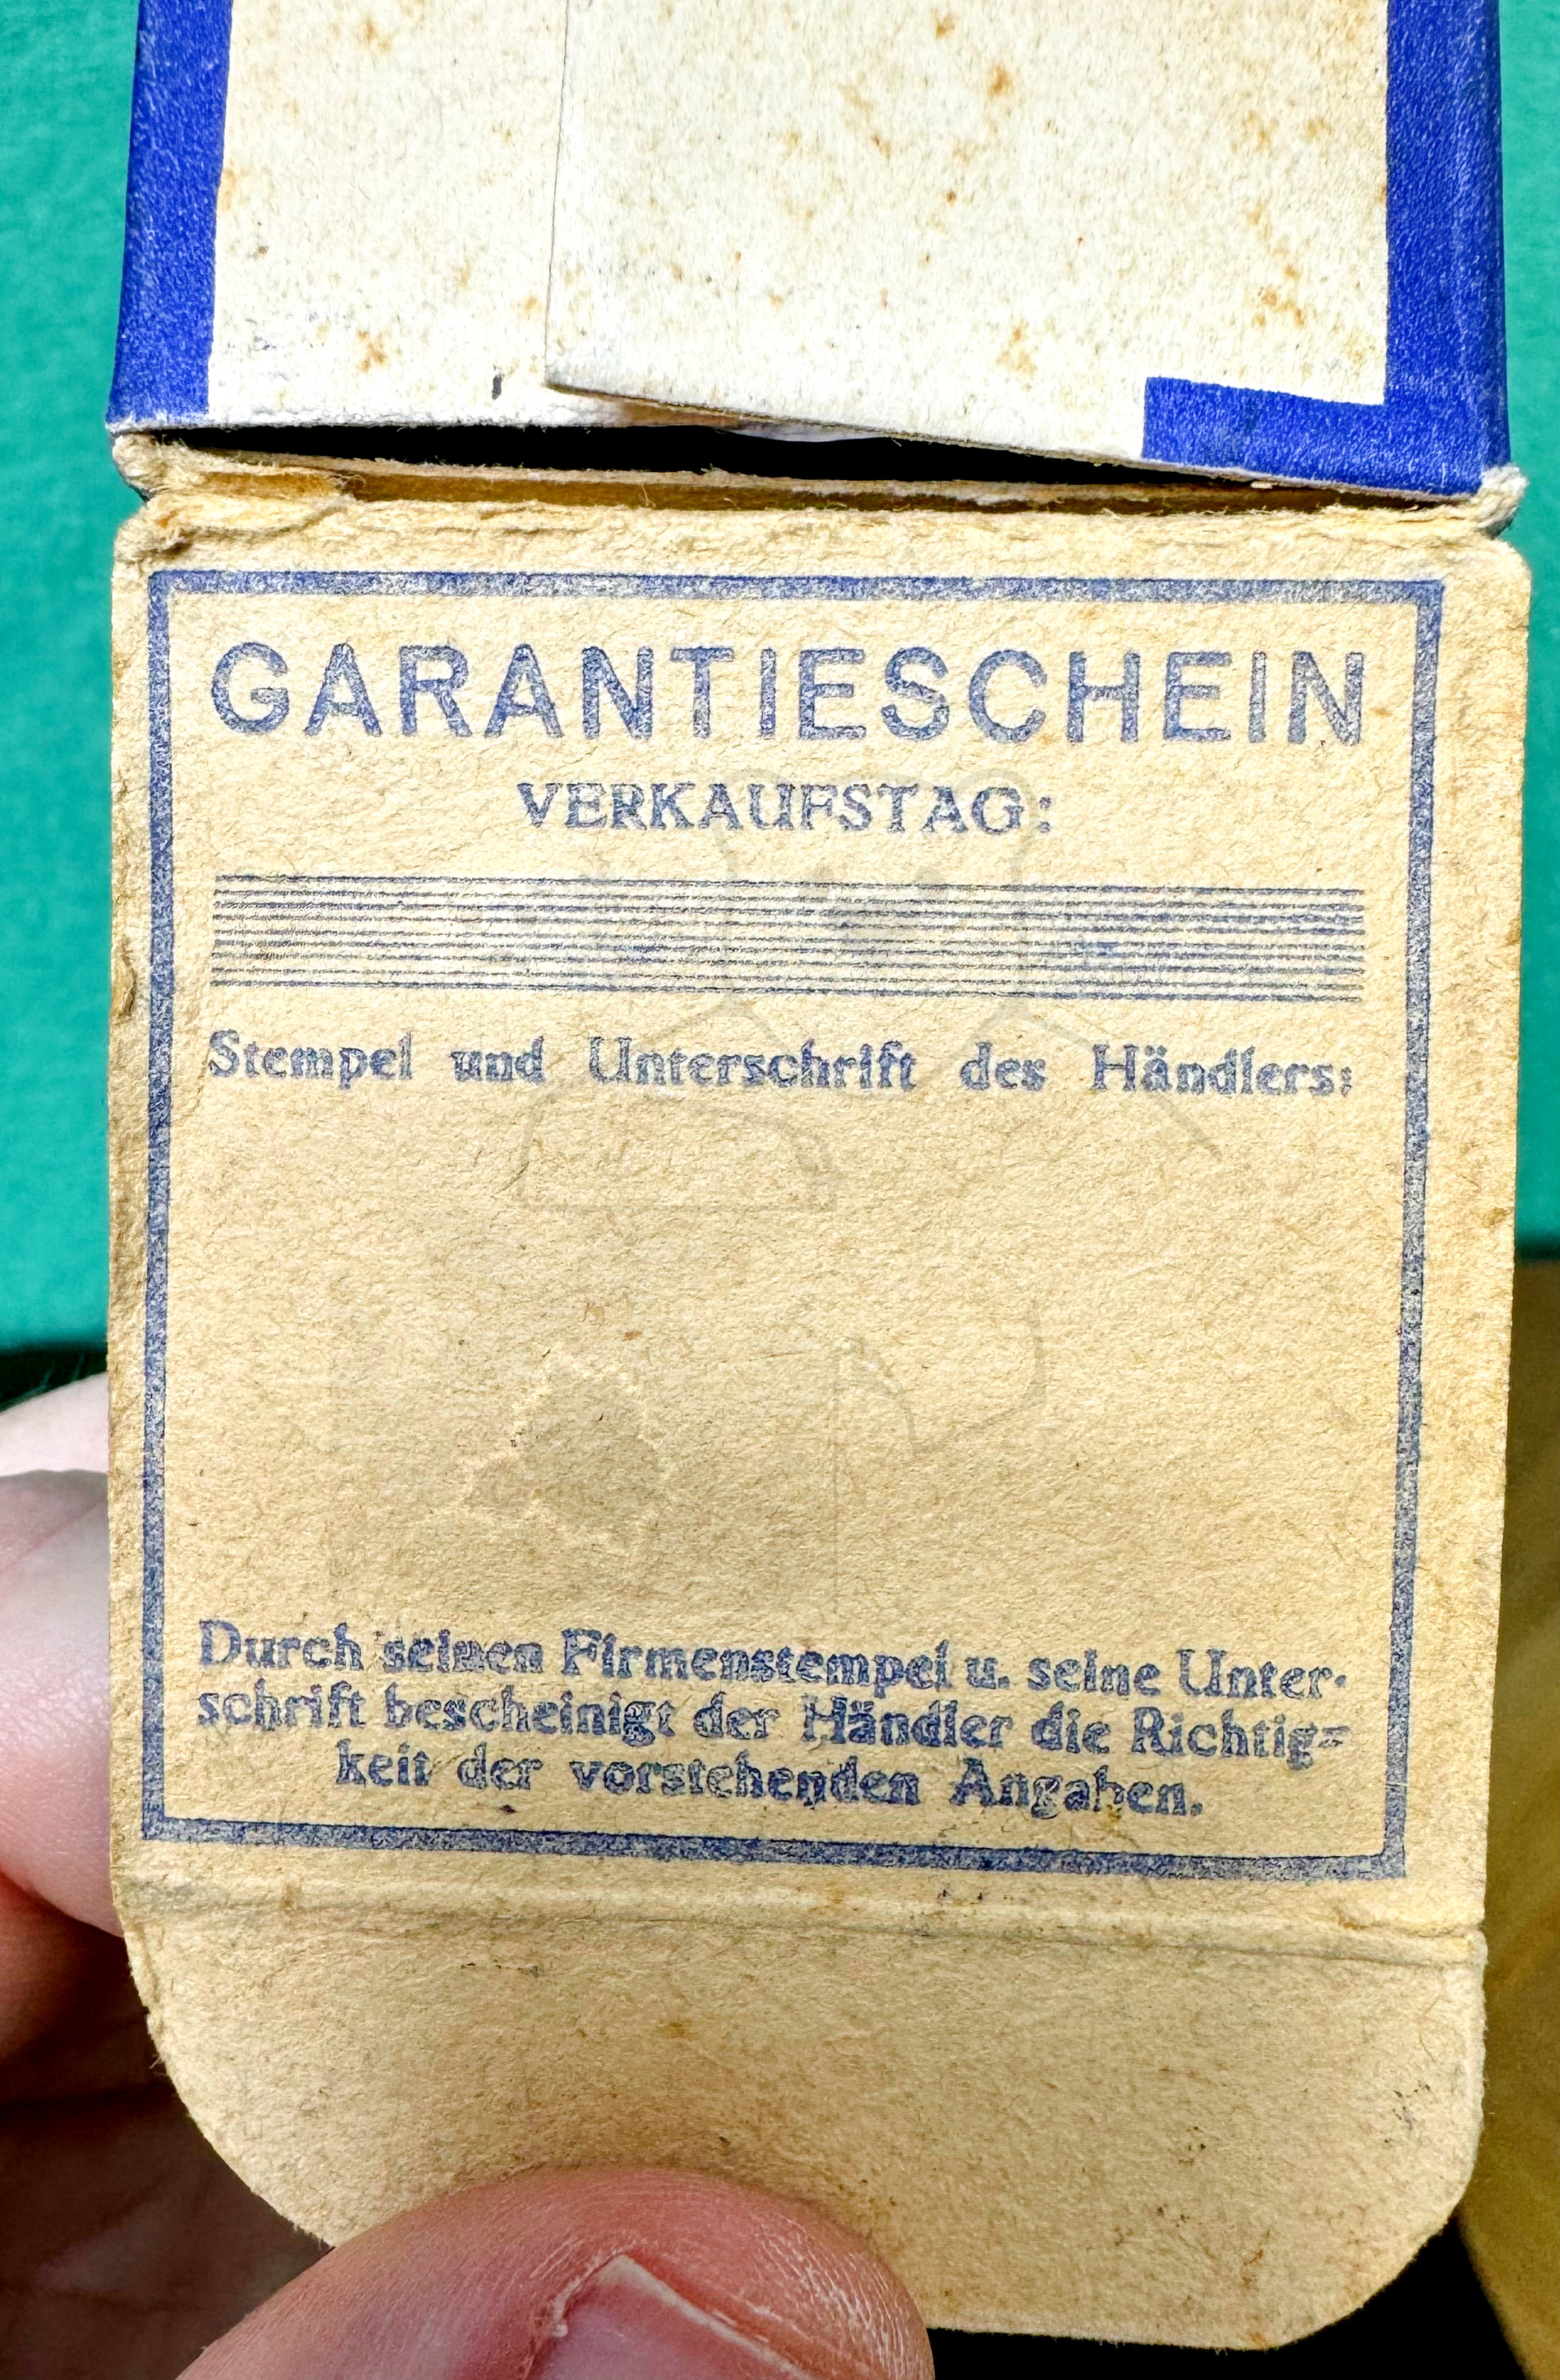 GARANTIESCHEIN
VERKAUFSTAG:
Stempel und Unterschrift des Händlers:
Durch seinen Firmenstempel u. seine Unter-
schrift bescheinigt der Händler die Richtig-
keit der vorstehenden Angaben.